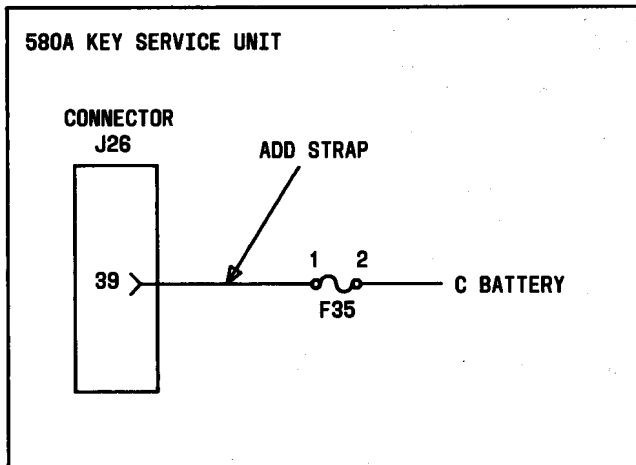 580A KEY SERVICE UNIT
CONNECTOR
J26
ADD STRAP
39
1 2
F35
C BATTERY